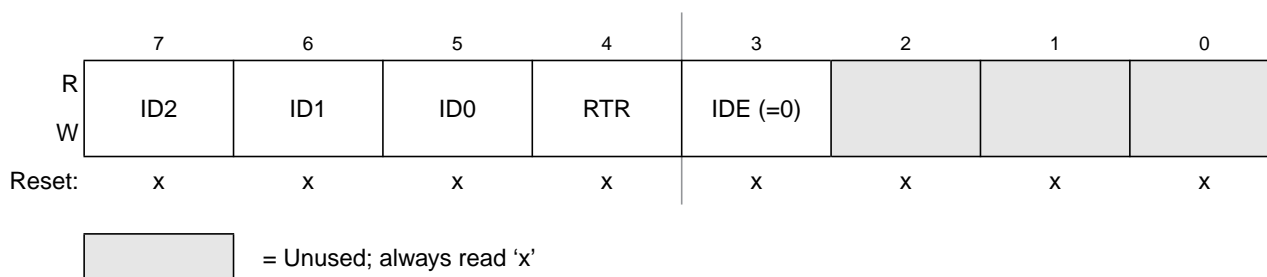 7 6 5 4 3 2 1 0
R
ID2 ID1 ID0 RTR IDE (=0)
W
Reset: x x x x x x x x
= Unused; always read ‘x’